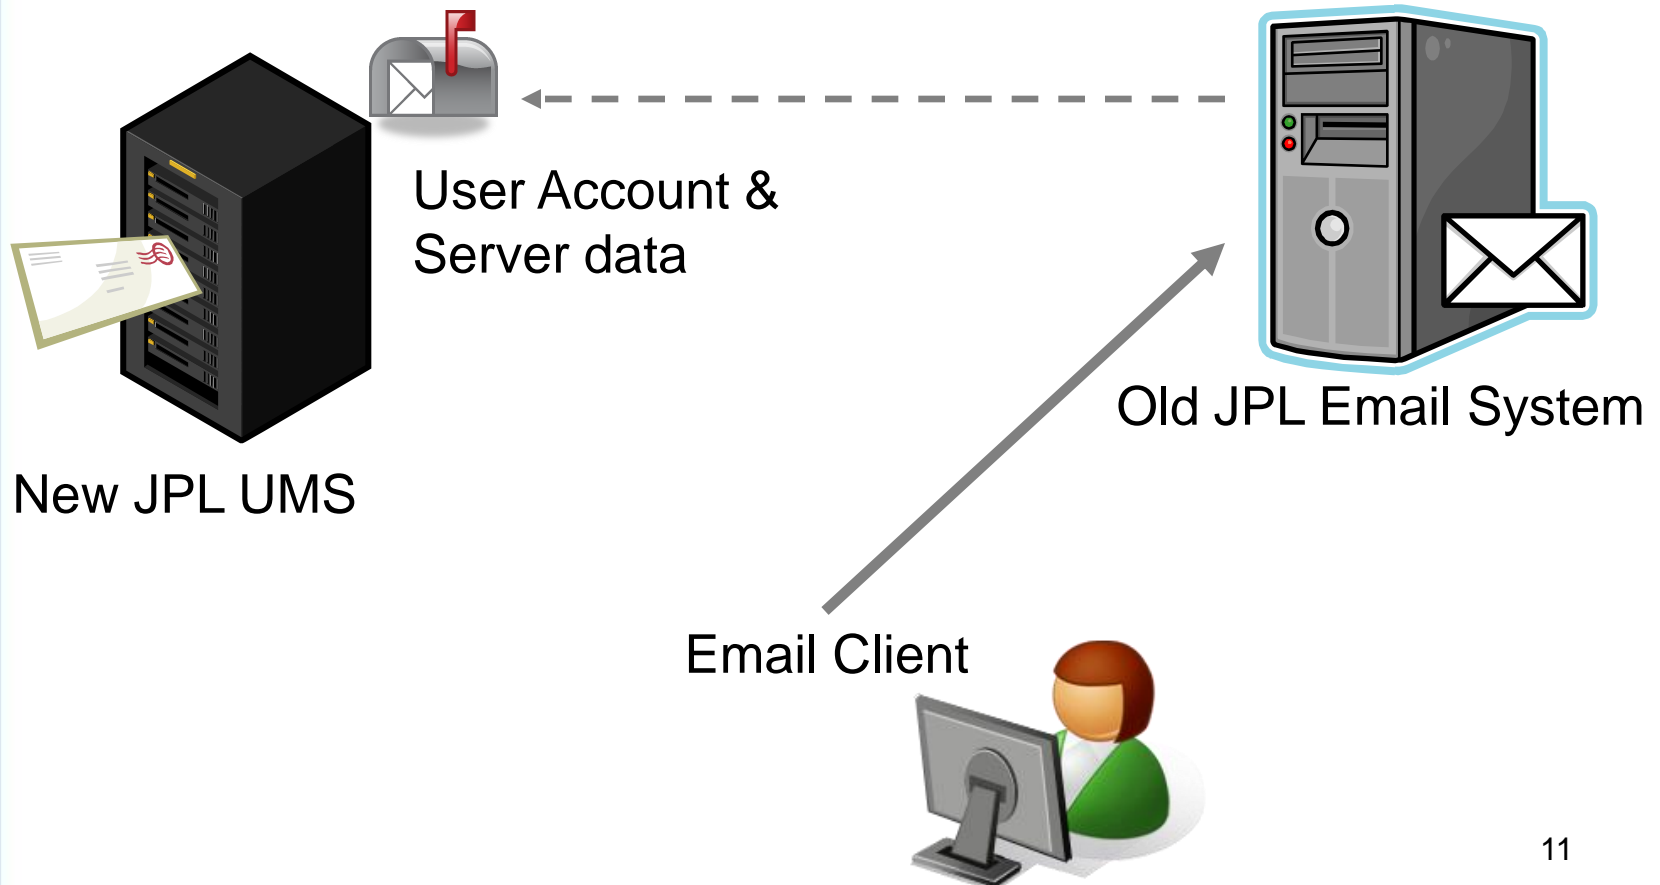 User Account &
Server data
Old JPL Email System
New JPL UMS
Email Client
11